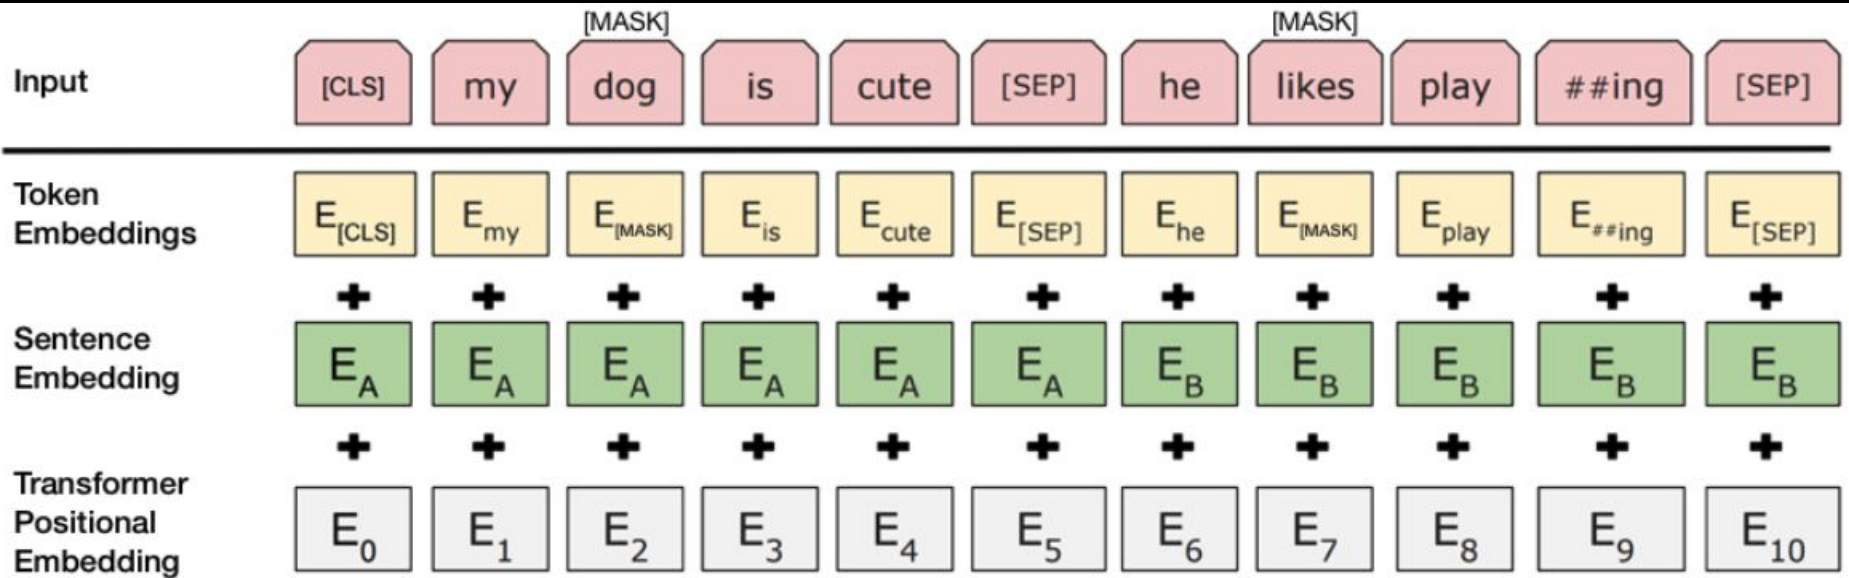 [MASK] [MASK]
Input [CLS] my dog is cute [SEP] he likes play ##ing [SEP]
Token
Embeddings
E[CLS] Emy E[MASK] Eis Ecute E[SEP] Ehe E[MASK] Eplay E##ing E[SEP]
+ + + + + + + + + + +
Sentence
Embedding
EA EA EA EA EA EA EB EB EB EB EB
+ + + + + + + + + + +
Transformer
Positional
Embedding
E0 E1 E2 E3 E4 E5 E6 E7 E8 E9 E10